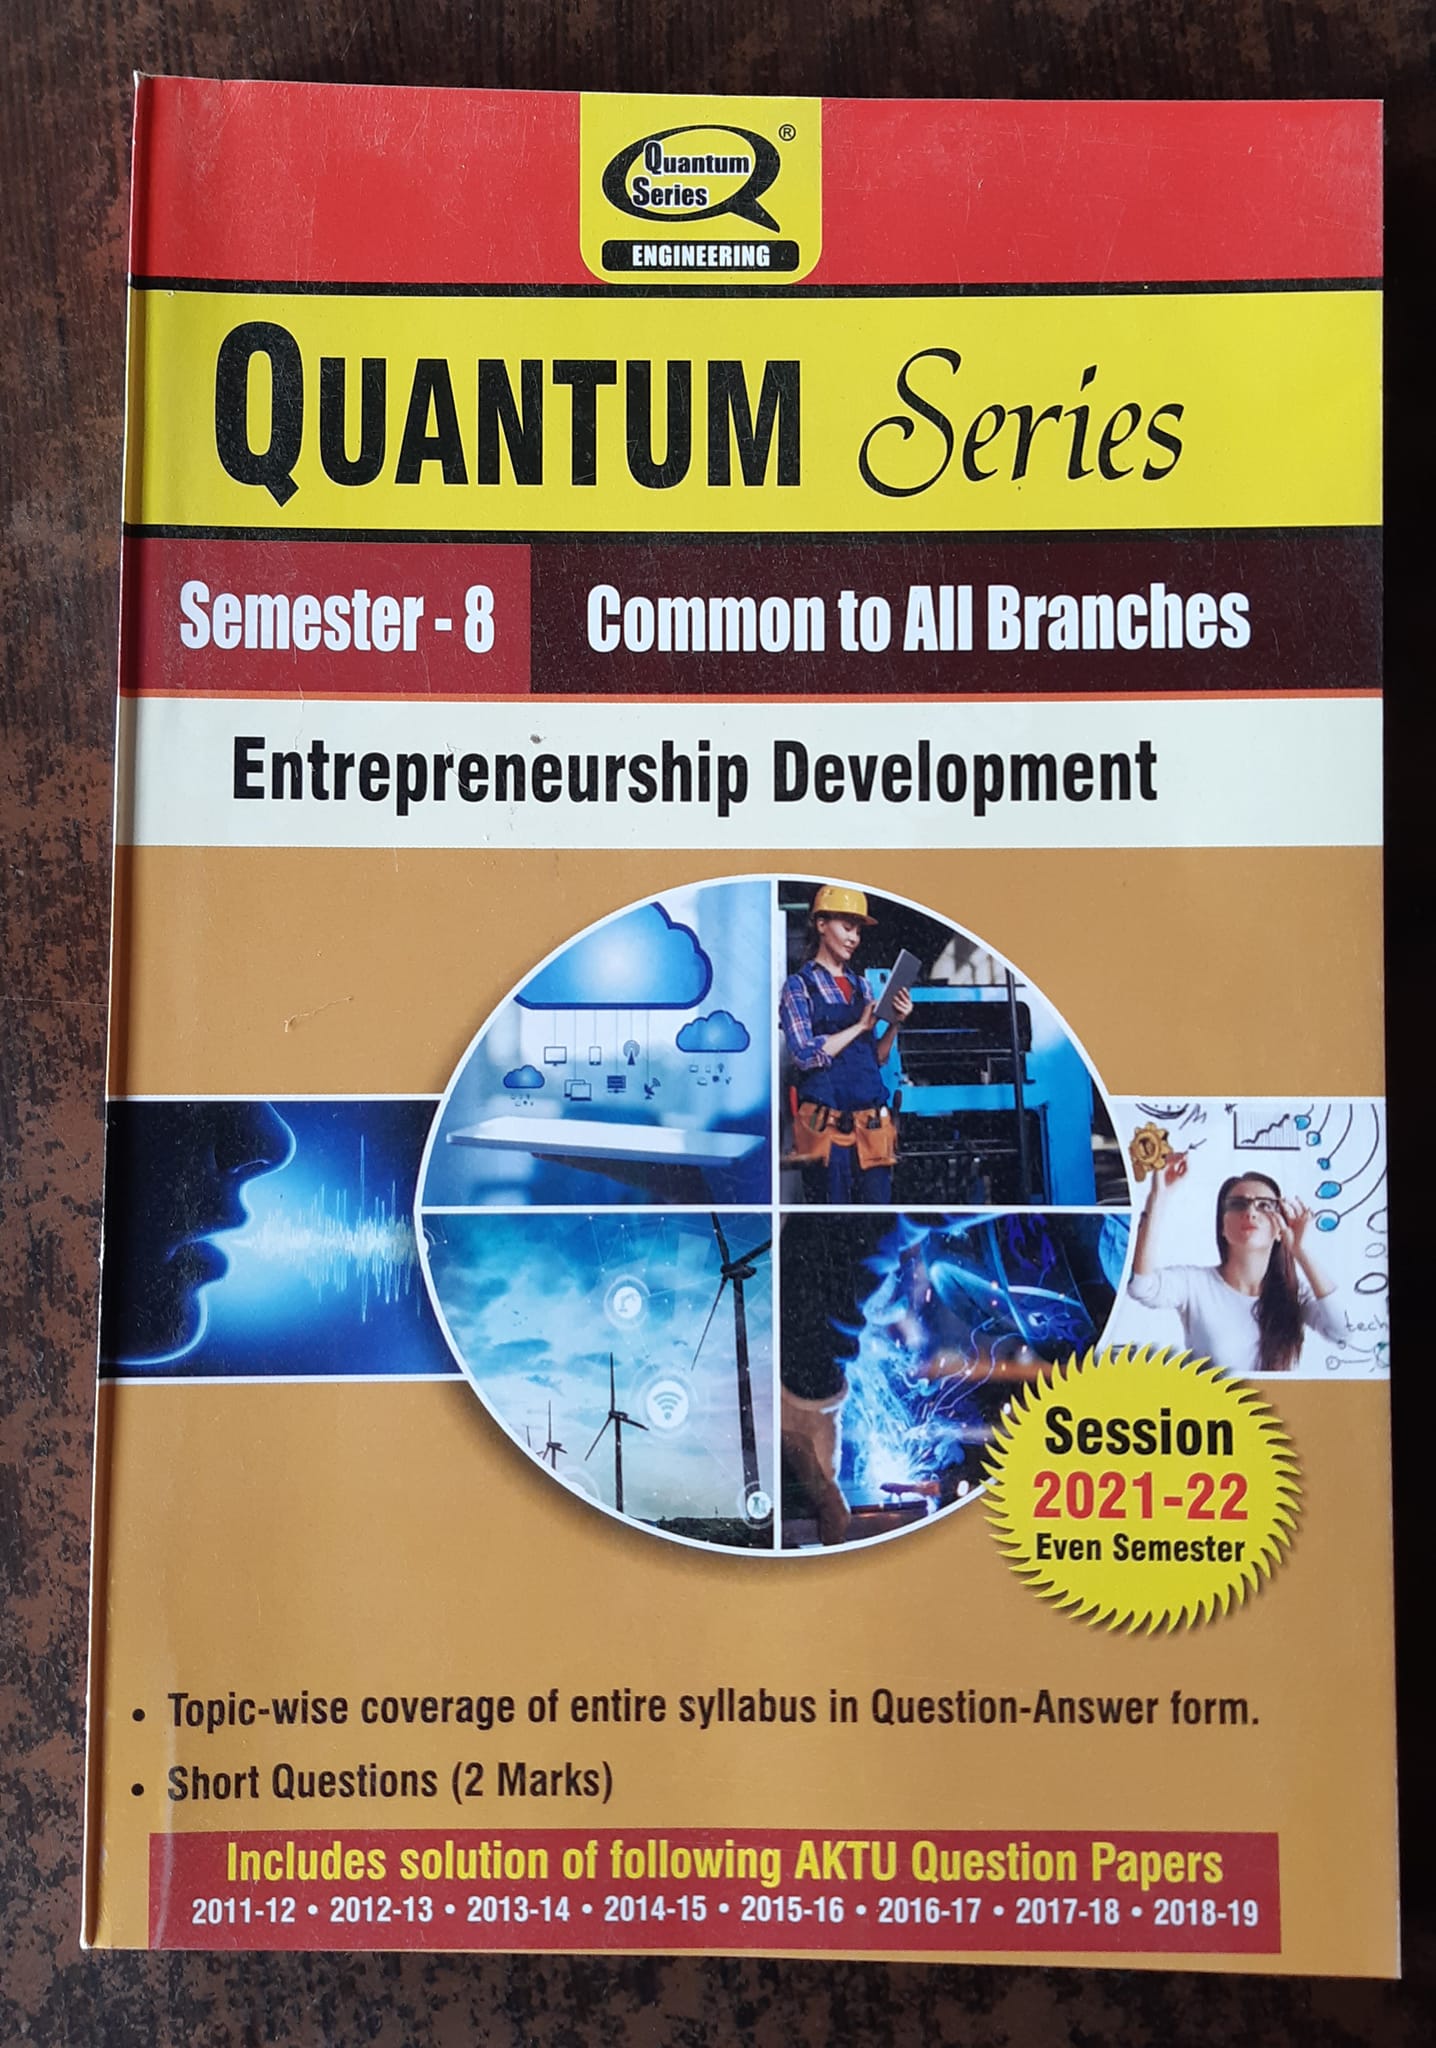 Quantum
Series
®
ENGINEERING
QUANTUM Series
Semester - 8
Common to All Branches
Entrepreneurship Development
tech
Session
2021-22
Even Semester
• Topic-wise coverage of entire syllabus in Question-Answer form.
• Short Questions (2 Marks)
Includes solution of following AKTU Question Papers
2011-12 • 2012-13 • 2013-14 • 2014-15 • 2015-16 • 2016-17 • 2017-18 • 2018-19